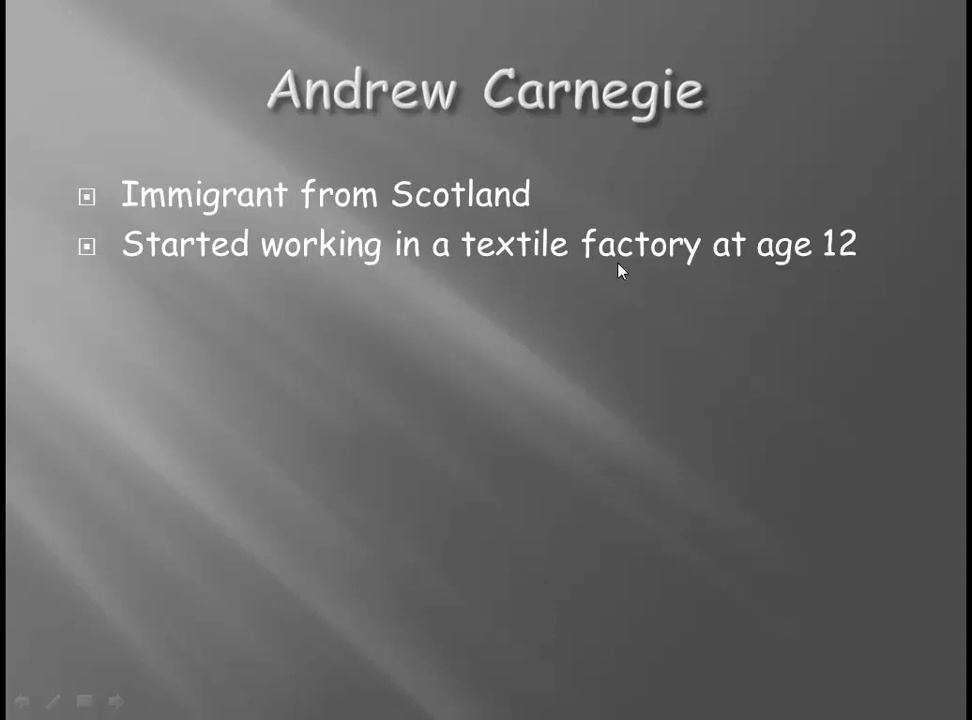 Andrew Carnegie
Immigrant from Scotland
Started working in a textile factory at age 12